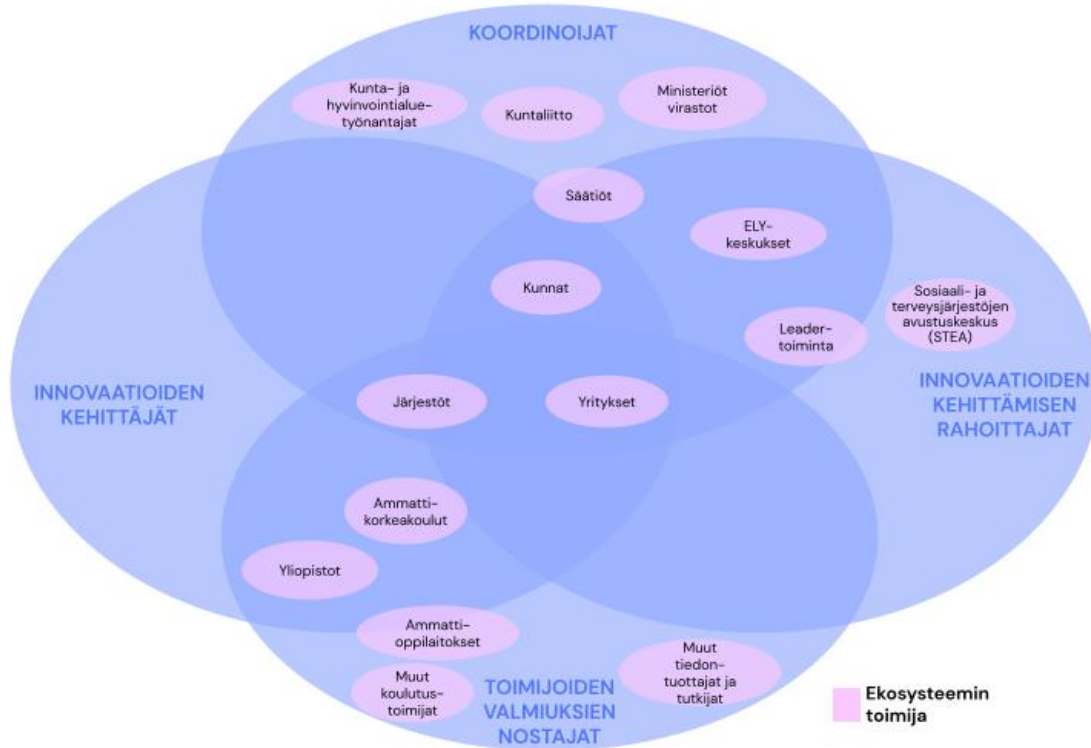 KOORDINOIJAT
Kunta- ja
hyvinvointialue-
työnantajat
Kuntaliitto
Ministeriöt
virastot
Säätiöt
ELY-
keskukset
Kunnat
Sosiaali- ja
terveysjärjestöjen
avustuskeskus
(STEA)
Leader-
toiminta
INNOVAATIOIDEN
KEHITTÄJÄT
Järjestöt
Yritykset
INNOVAATIOIDEN
KEHITTÄMISEN
RAHOITTAJAT
Ammatti-
korkeakoulut
Yliopistot
Ammatti-
oppilaitokset
Muut
koulutus-
toimijat
TOIMIJOIDEN
VALMIUKSIEN
NOSTAJAT
Muut
tiedon-
tuottajat ja
tutkijat
Ekosysteemin
toimija